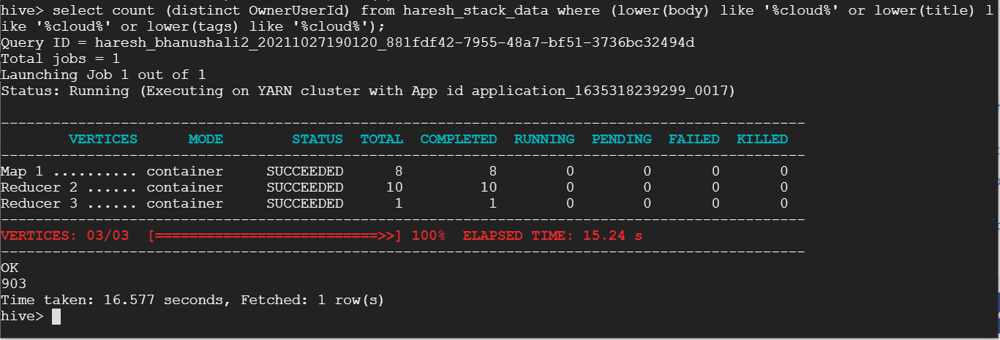 hive> select count (distinct OwnerUserId) from haresh_stack_data where (lower(body) like '%cloud%' or lower(title) l
ike '%cloud%' or lower(tags) like '%cloud%');
Query ID = haresh_bhanushali2_20211027190120_881fdf42-7955-48a7-bf51-3736bc32494d
Total jobs = 1
Launching Job 1 out of 1
Status: Running (Executing on YARN cluster with App id application_1635318239299_0017)
----------------------------------------------------------------------------------------------
VERTICES MODE STATUS TOTAL COMPLETED RUNNING PENDING FAILED KILLED
----------------------------------------------------------------------------------------------
Map 1 .......... container SUCCEEDED 8 8 0 0 0 0
Reducer 2 ...... container SUCCEEDED 10 10 0 0 0 0
Reducer 3 ...... container SUCCEEDED 1 1 0 0 0 0
----------------------------------------------------------------------------------------------
VERTICES: 03/03 [==========================>>] 100% ELAPSED TIME: 15.24 s
----------------------------------------------------------------------------------------------
OK
903
Time taken: 16.577 seconds, Fetched: 1 row(s)
hive>